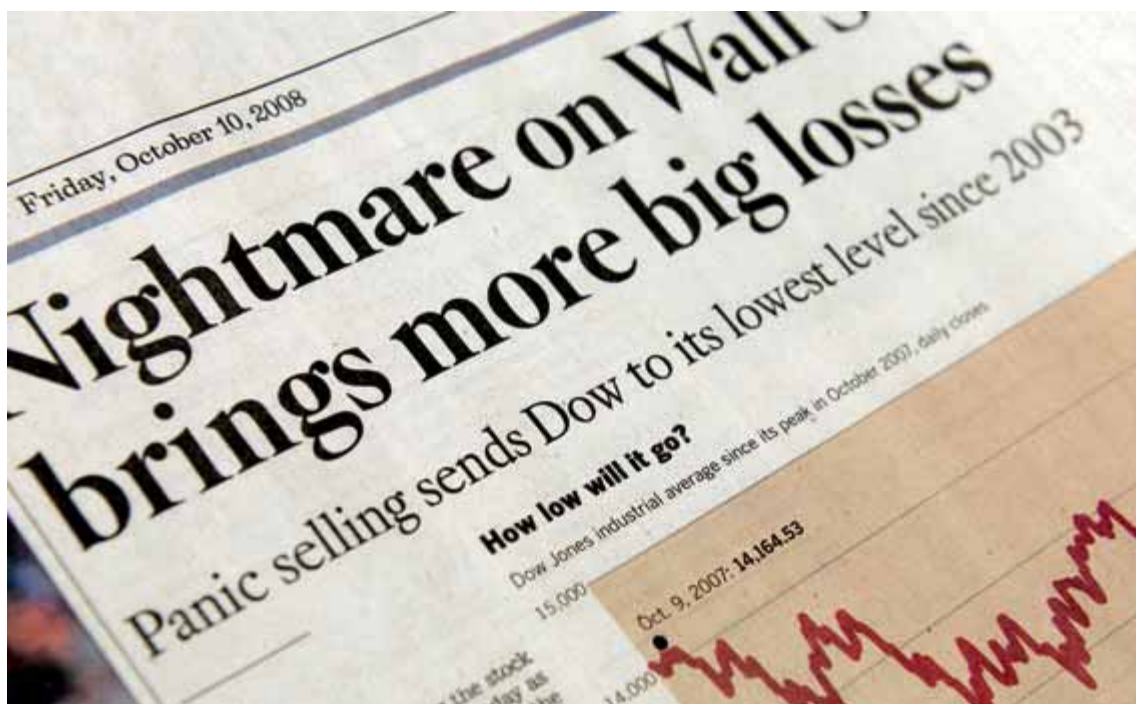 Friday, October 10, 2008
Nightmare on Wall
brings more big losses
Panic selling sends Dow to its lowest level since 2003
How low will it go?
Dow Jones industrial average since its peak in October 2007, daily closes
15,000
Oct. 9, 2007: 14,164.53
14,000
the stock
day as
the